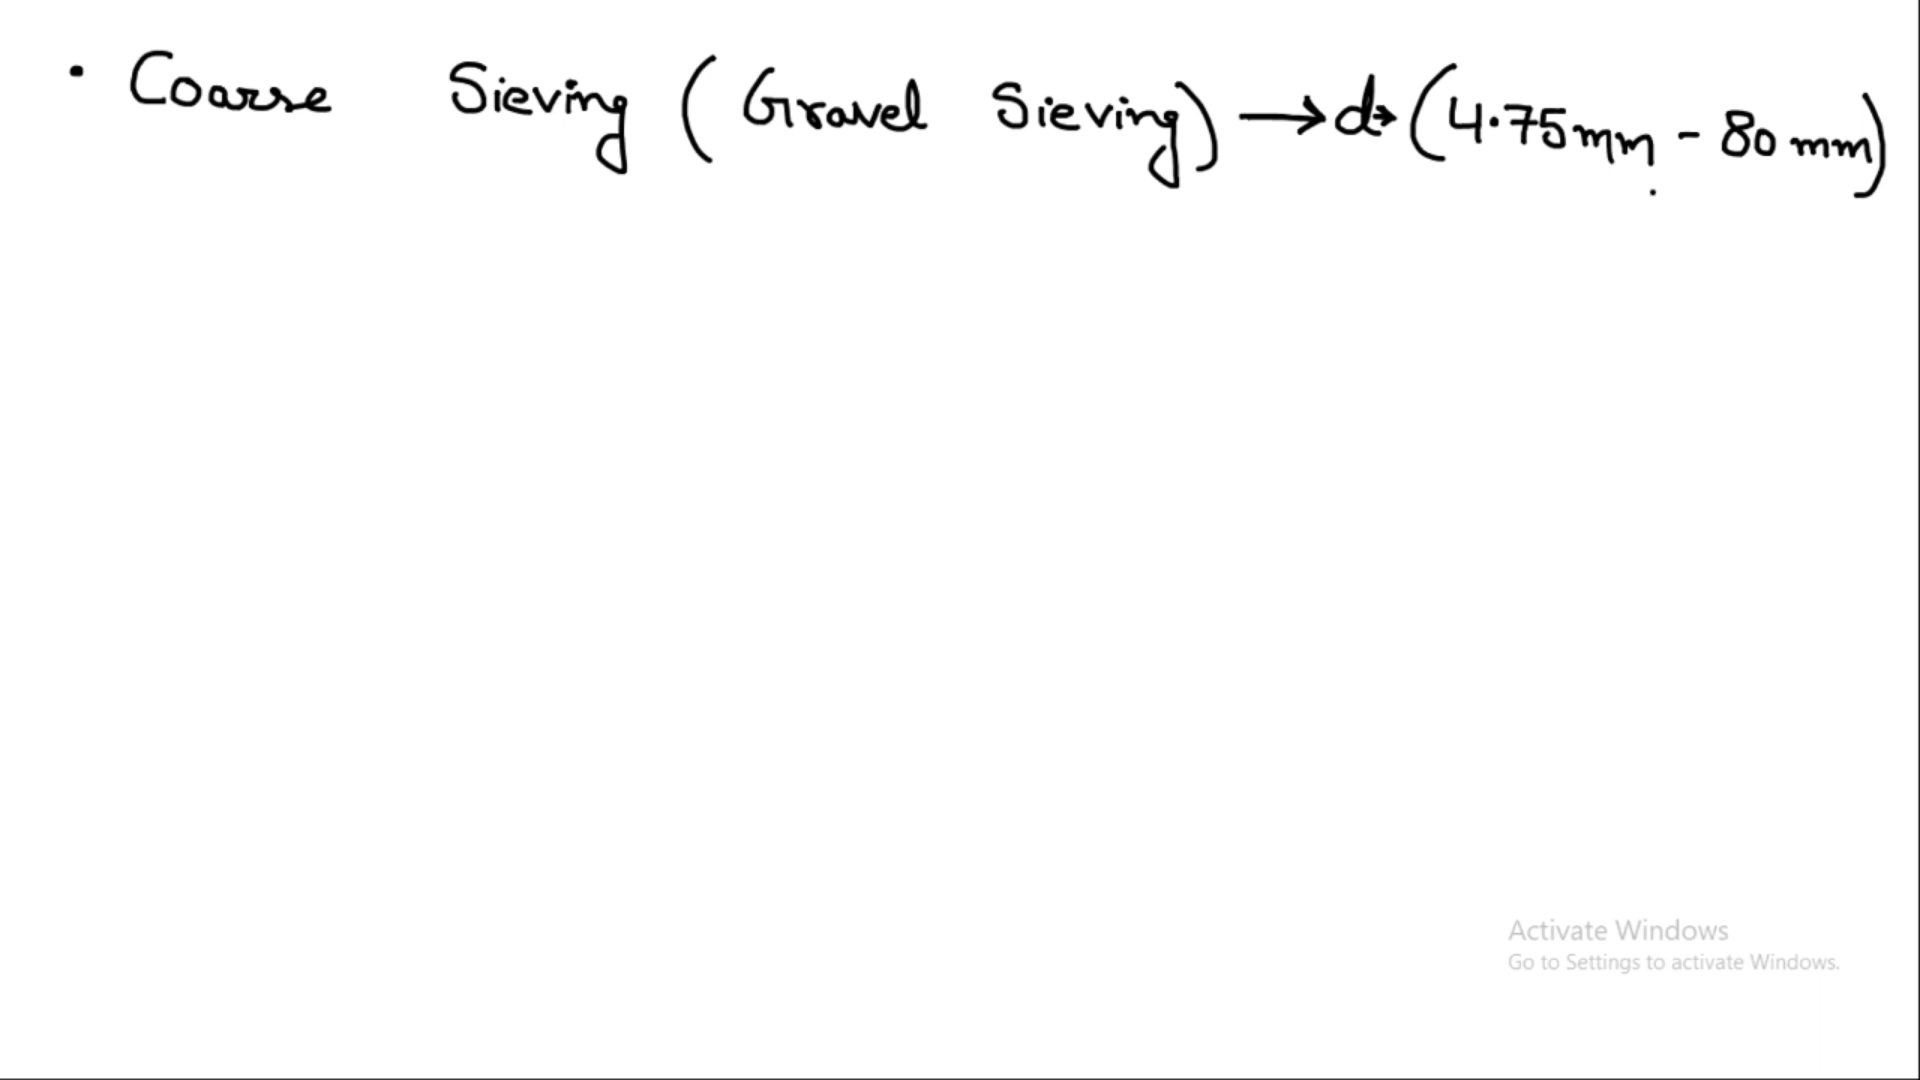 • Coarse Sieving (Gravel Sieving) → d → (4.75mm - 80 mm)
Activate Windows
Go to Settings to activate Windows.